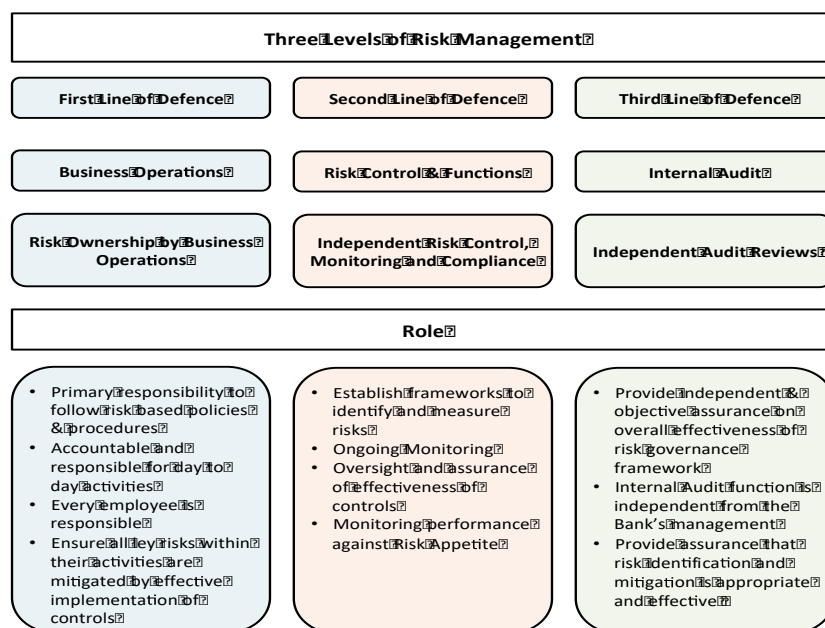 Three Levels of Risk Management
First Line of Defence
Second Line of Defence
Third Line of Defence
Business Operations
Risk Control & Functions
Internal Audit
Risk Ownership by Business
Operations
Independent Risk Control,
Monitoring and Compliance
Independent Audit Reviews
Role
• Primary responsibility to
follow risk based policies
& procedures
• Accountable and
responsible for day to
day activities
• Every employee is
responsible
• Ensure all key risks within
their activities are
mitigated by effective
implementation of
controls
• Establish frameworks to
identify and measure
risks
• Ongoing Monitoring
• Oversight and assurance
of effectiveness of
controls
• Monitoring performance
against Risk Appetite
• Provide independent &
objective assurance on
overall effectiveness of
risk governance
framework
• Internal Audit function is
independent from the
Bank's management
• Provide assurance that
risk identification and
mitigation is appropriate
and effective